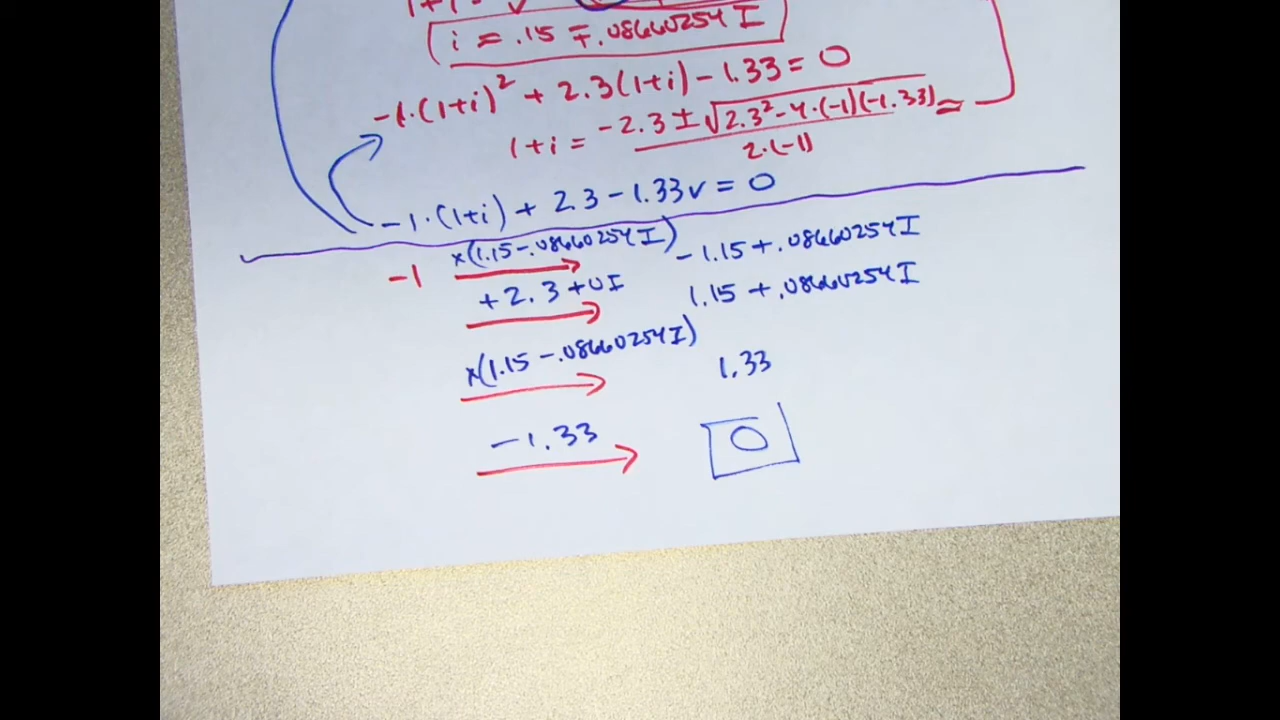 1+i =
i = .15 ∓ .08660254 I
-1·(1+i)² + 2.3(1+i) - 1.33 = 0
1+i = -2.3 ± √2.3² - 4·(-1)(-1.33) =
2·(-1)
-1·(1+i) + 2.3 - 1.33v = 0
-1 ×(1.15 - .08660254 I) -1.15 + .08660254 I
+2.3 + 0I 1.15 + .08660254 I
×(1.15 - .08660254 I) 1.33
-1.33 0